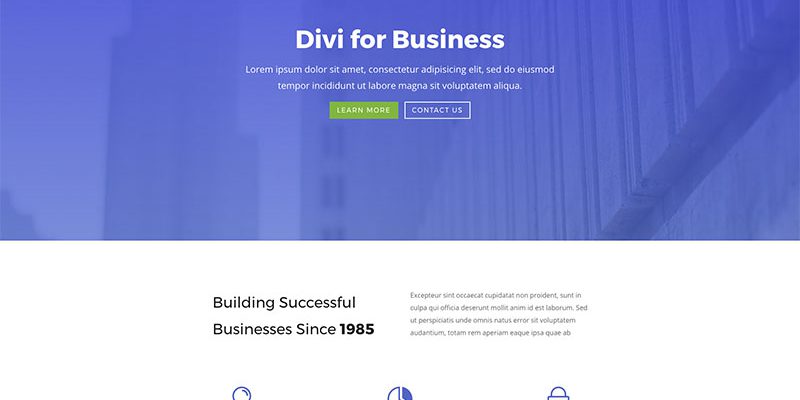 Divi for Business
Lorem ipsum dolor sit amet, consectetur adipisicing elit, sed do eiusmod
tempor incididunt ut labore magna sit voluptatem aliqua.
LEARN MORE
CONTACT US
Building Successful
Businesses Since 1985
Excepteur sint occaecat cupidatat non proident, sunt in
culpa qui officia deserunt mollit anim id est laborum. Sed
ut perspiciatis unde omnis natus error sit voluptatem
audantium, totam rem aperiam eaque ipsa quae ab